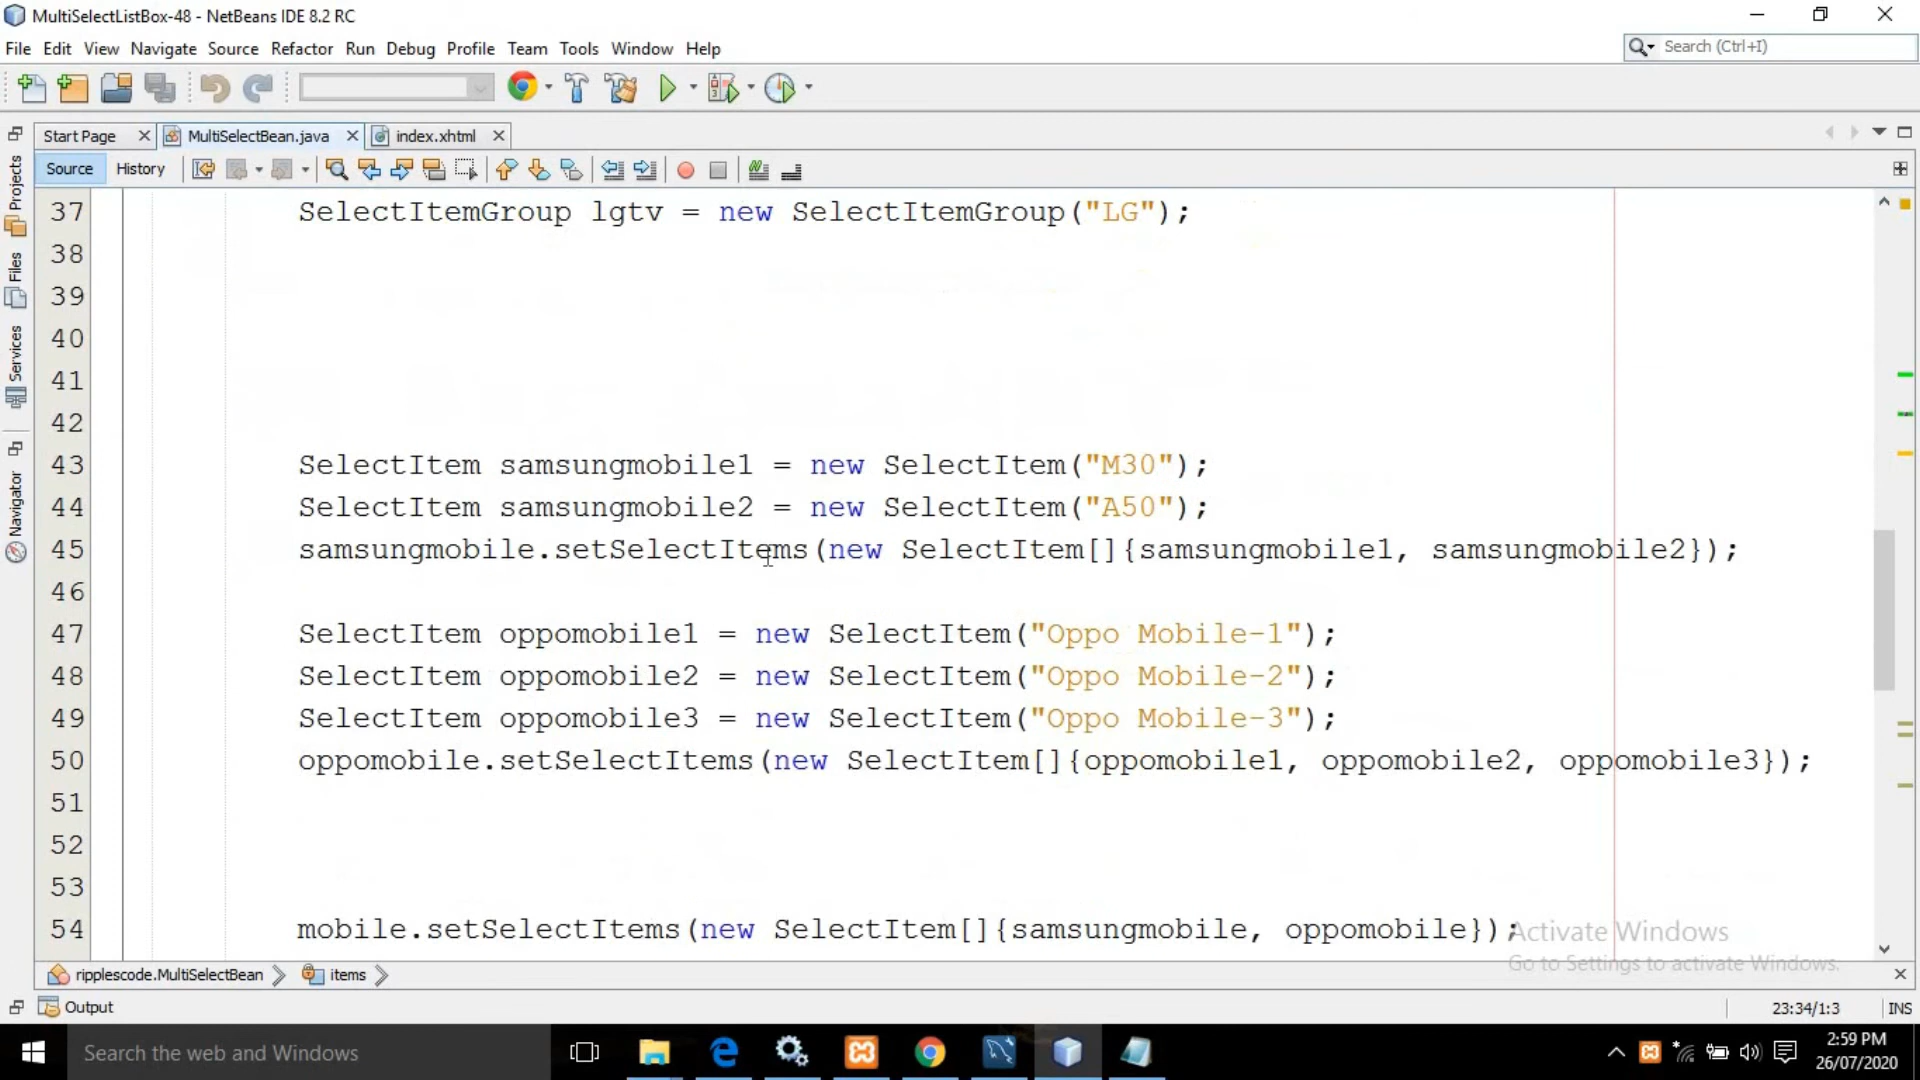 MultiSelectListBox-48 - NetBeans IDE 8.2 RC
File Edit View Navigate Source Refactor Run Debug Profile Team Tools Window Help
Search (Ctrl+I)
Start Page MultiSelectBean.java index.xhtml
Source History
Projects
Files
Services
Navigator
37 SelectItemGroup lgtv = new SelectItemGroup("LG");
38
39
40
41
42
43 SelectItem samsungmobile1 = new SelectItem("M30");
44 SelectItem samsungmobile2 = new SelectItem("A50");
45 samsungmobile.setSelectItems(new SelectItem[]{samsungmobile1, samsungmobile2});
46
47 SelectItem oppomobile1 = new SelectItem("Oppo Mobile-1");
48 SelectItem oppomobile2 = new SelectItem("Oppo Mobile-2");
49 SelectItem oppomobile3 = new SelectItem("Oppo Mobile-3");
50 oppomobile.setSelectItems(new SelectItem[]{oppomobile1, oppomobile2, oppomobile3});
51
52
53
54 mobile.setSelectItems(new SelectItem[]{samsungmobile, oppomobile});
Activate Windows
Go to Settings to activate Windows.
ripplescode.MultiSelectBean items
Output
23:34/1:3 INS
Search the web and Windows
2:59 PM
26/07/2020